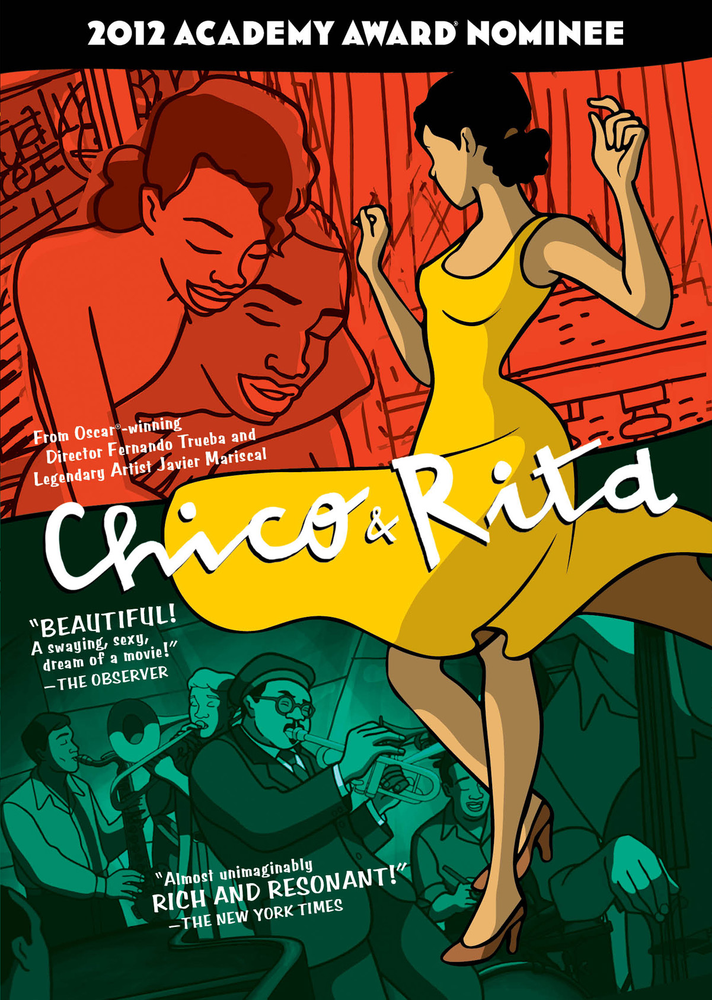 2012 ACADEMY AWARD® NOMINEE
From Oscar®-winning
Director Fernando Trueba and
Legendary Artist Javier Mariscal
Chico & Rita
"BEAUTIFUL!
A swaying, sexy,
dream of a movie!"
—THE OBSERVER
"Almost unimaginably
RICH AND RESONANT!"
—THE NEW YORK TIMES